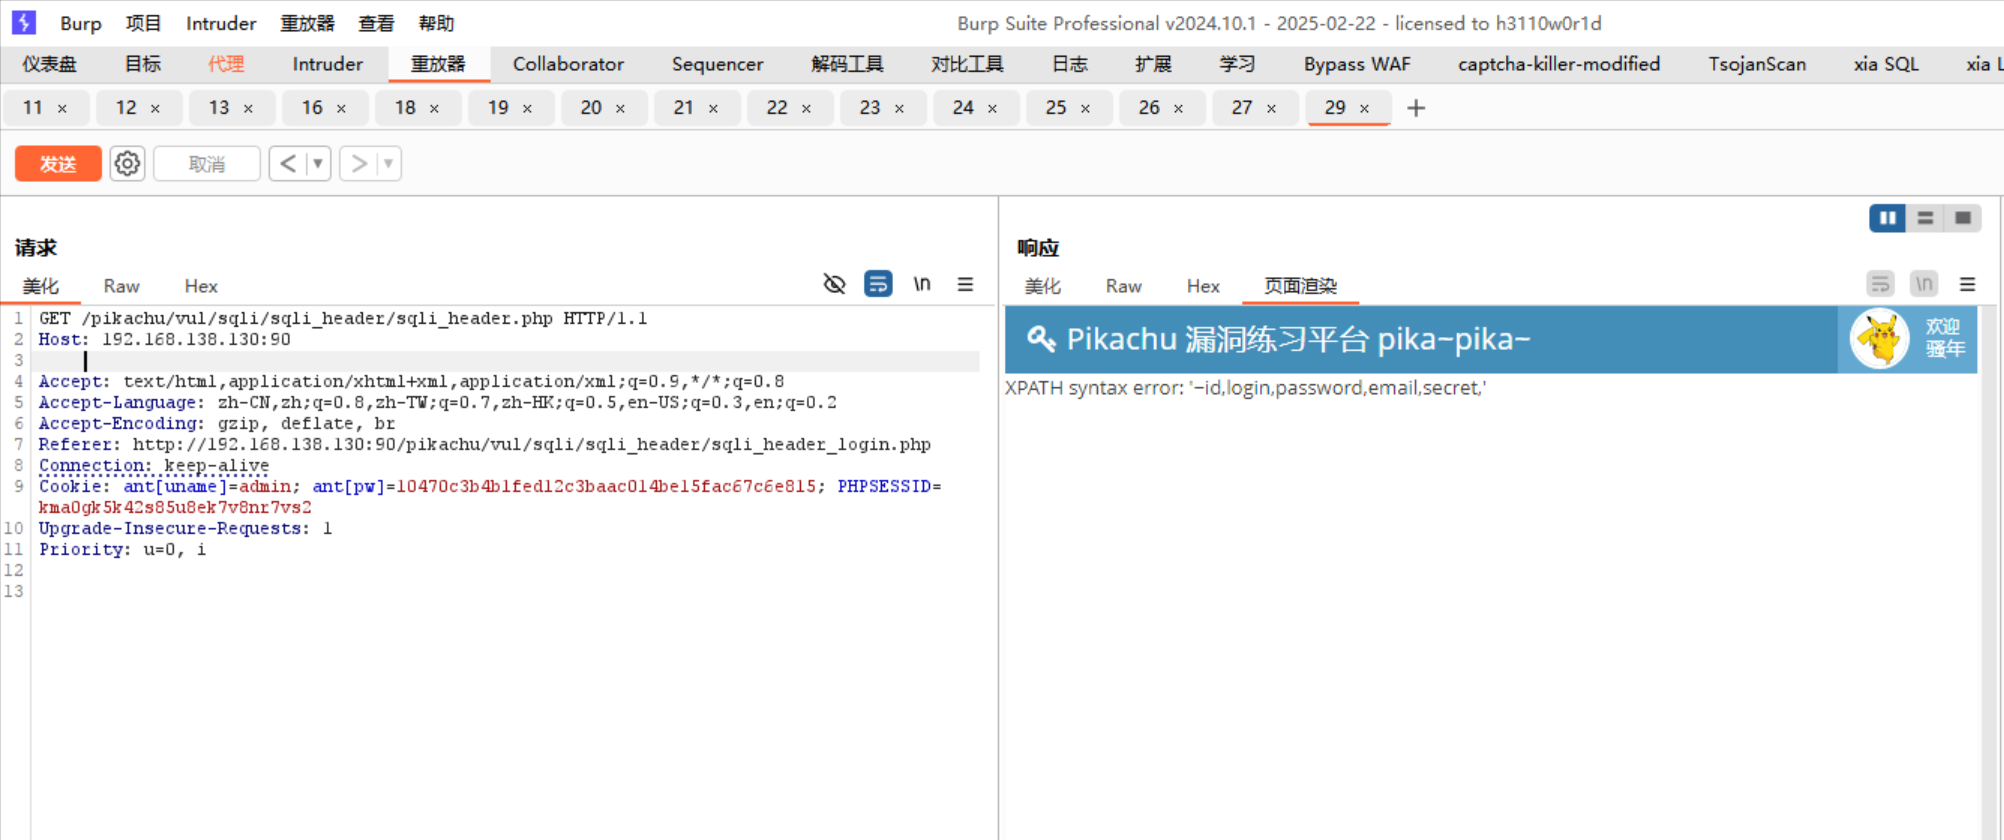 Burp 项目 Intruder 重放器 查看 帮助 Burp Suite Professional v2024.10.1 - 2025-02-22 - licensed to h3110w0r1d
仪表盘 目标 代理 Intruder 重放器 Collaborator Sequencer 解码工具 对比工具 日志 扩展 学习 Bypass WAF captcha-killer-modified TsojanScan xia SQL xia L
11 × 12 × 13 × 16 × 18 × 19 × 20 × 21 × 22 × 23 × 24 × 25 × 26 × 27 × 29 × +
发送 取消 < ▼ > ▼
请求
美化 Raw Hex \n
1 GET /pikachu/vul/sqli/sqli_header/sqli_header.php HTTP/1.1
2 Host: 192.168.138.130:90
3
4 Accept: text/html,application/xhtml+xml,application/xml;q=0.9,*/*;q=0.8
5 Accept-Language: zh-CN,zh;q=0.8,zh-TW;q=0.7,zh-HK;q=0.5,en-US;q=0.3,en;q=0.2
6 Accept-Encoding: gzip, deflate, br
7 Referer: http://192.168.138.130:90/pikachu/vul/sqli/sqli_header/sqli_header_login.php
8 Connection: keep-alive
9 Cookie: ant[uname]=admin; ant[pw]=10470c3b4b1fed12c3baac014be15fac67c6e815; PHPSESSID=
kma0gk5k42s85u8ek7v8nr7vs2
10 Upgrade-Insecure-Requests: 1
11 Priority: u=0, i
12
13
响应
美化 Raw Hex 页面渲染 \n
Pikachu 漏洞练习平台 pika~pika~
欢迎
骚年
XPATH syntax error: '~id,login,password,email,secret,'